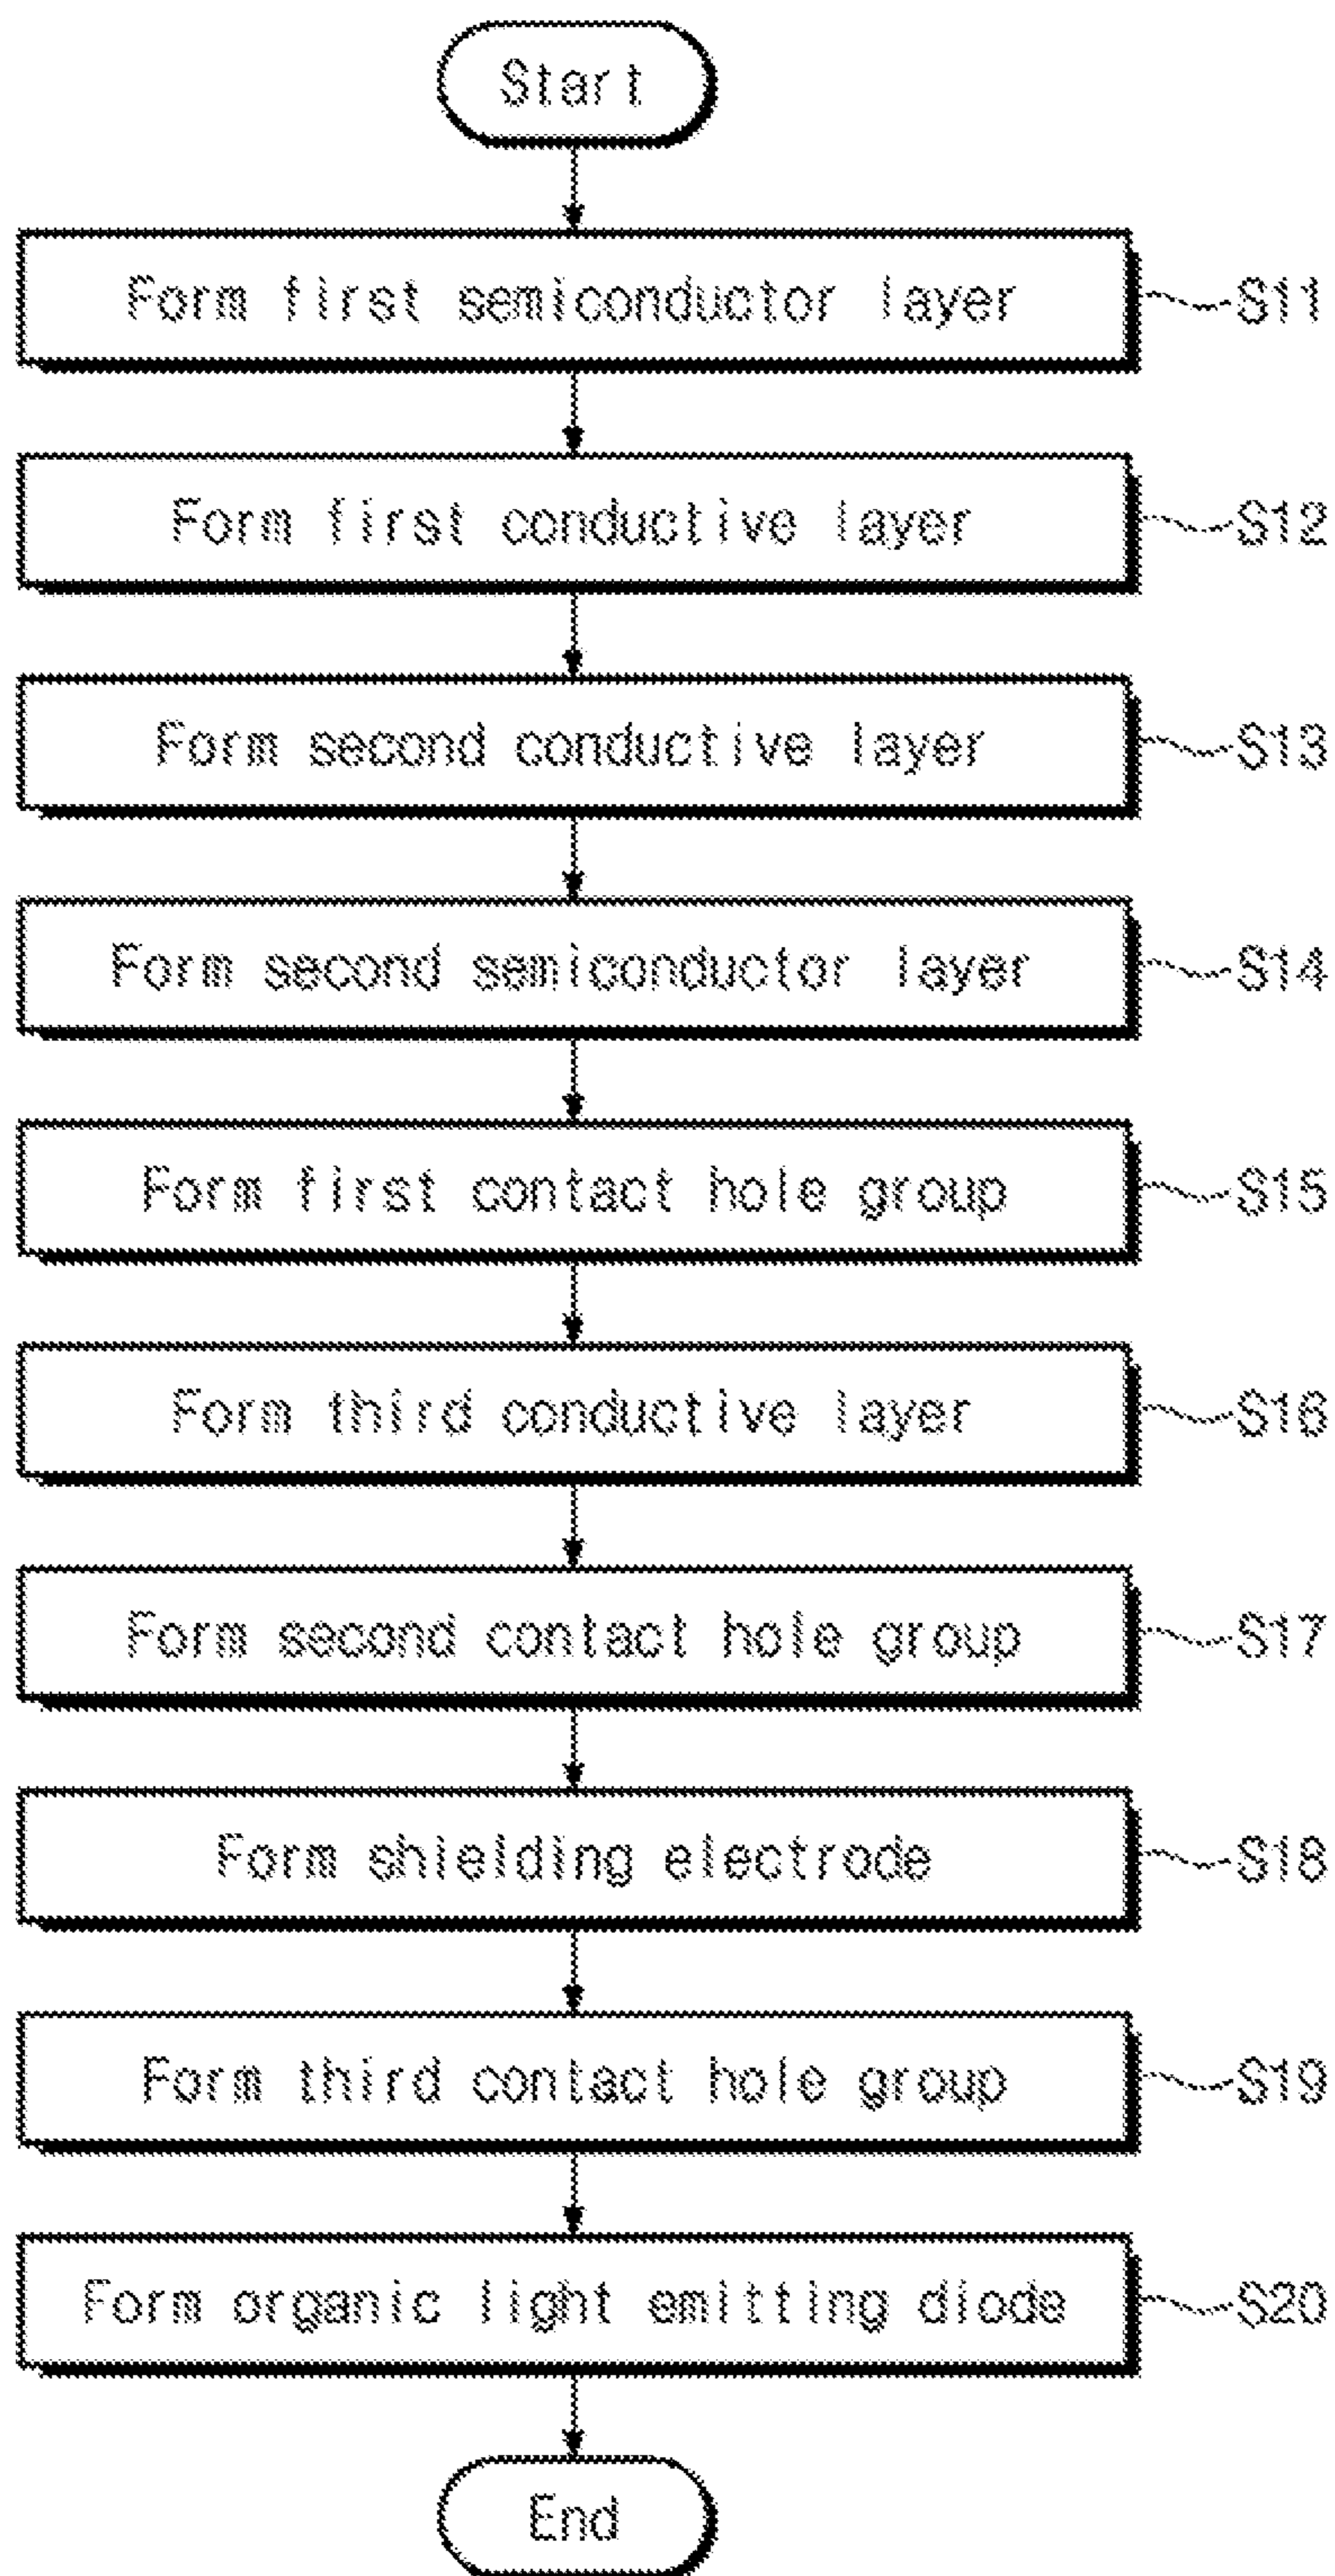 Start
Form first semiconductor layer S11
Form first conductive layer S12
Form second conductive layer S13
Form second semiconductor layer S14
Form first contact hole group S15
Form third conductive layer S16
Form second contact hole group S17
Form shielding electrode S18
Form third contact hole group S19
Form organic light emitting diode S20
End